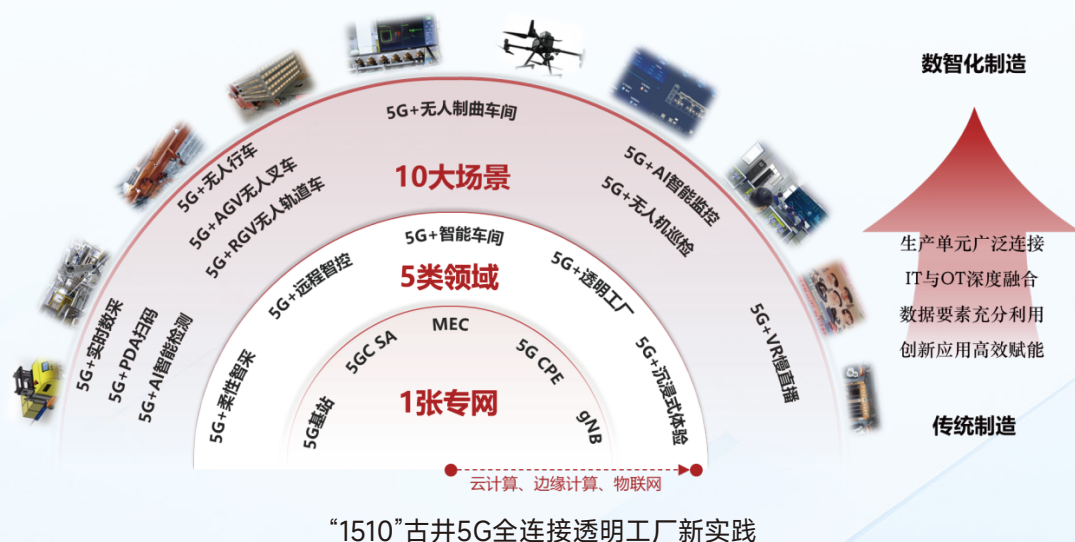 5G+无人制曲车间
10大场景
5G+无人行车
5G+AGV无人叉车
5G+RGV无人轨道车
5G+AI智能监控
5G+无人机巡检
5G+实时数采
5G+PDA扫码
5G+AI智能检测
5G+VR慢直播
5G+智能车间
5类领域
5G+远程智控
5G+透明工厂
5G+柔性智采
5G+沉浸式体验
MEC
5GC SA
5G CPE
1张专网
5G基站
gNB
云计算、边缘计算、物联网
数智化制造
生产单元广泛连接
IT与OT深度融合
数据要素充分利用
创新应用高效赋能
传统制造
“1510”古井5G全连接透明工厂新实践